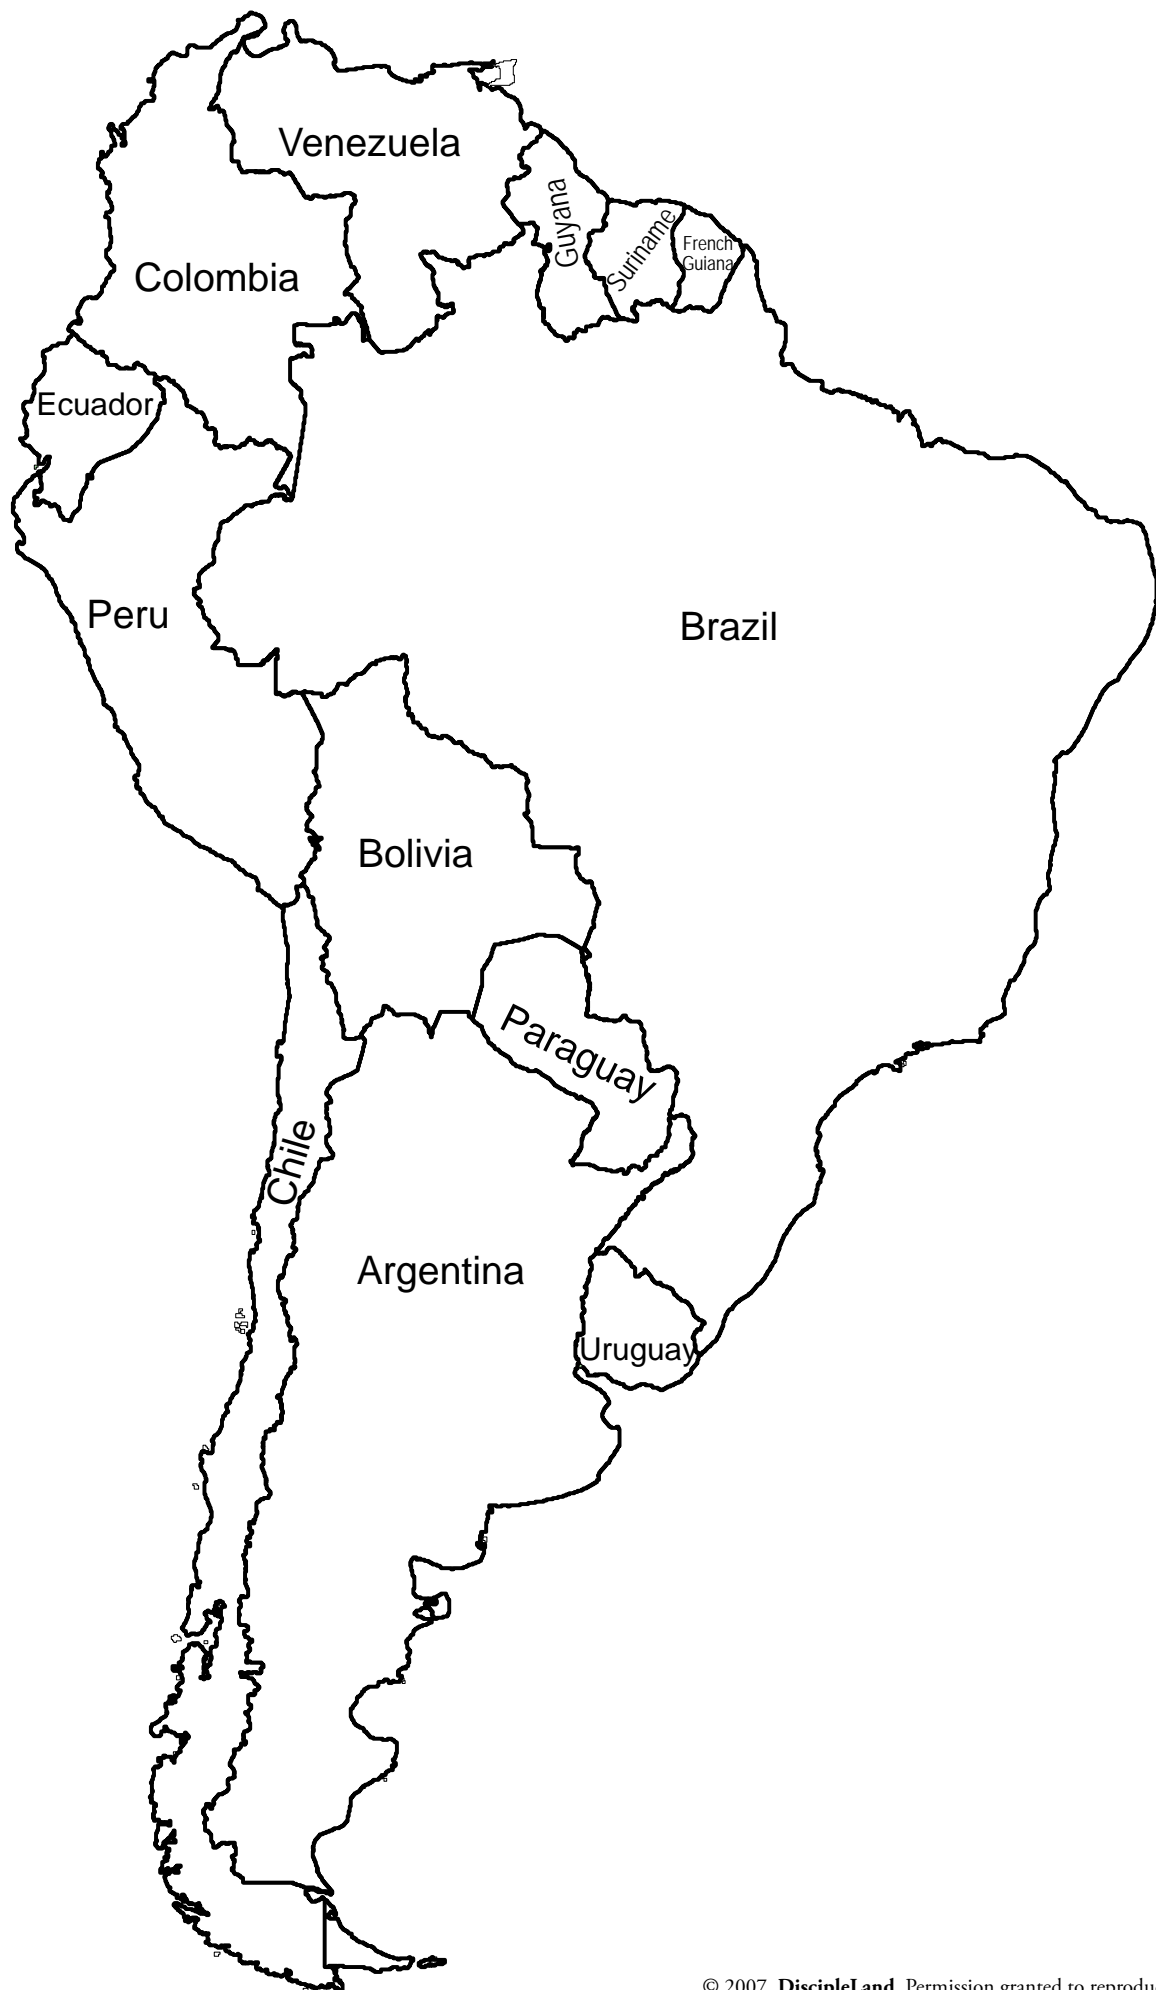 Venezuela
Guyana
Suriname
French
Guiana
Colombia
Ecuador
Peru
Brazil
Bolivia
Paraguay
Chile
Argentina
Uruguay
© 2007. DiscipleLand. Permission granted to